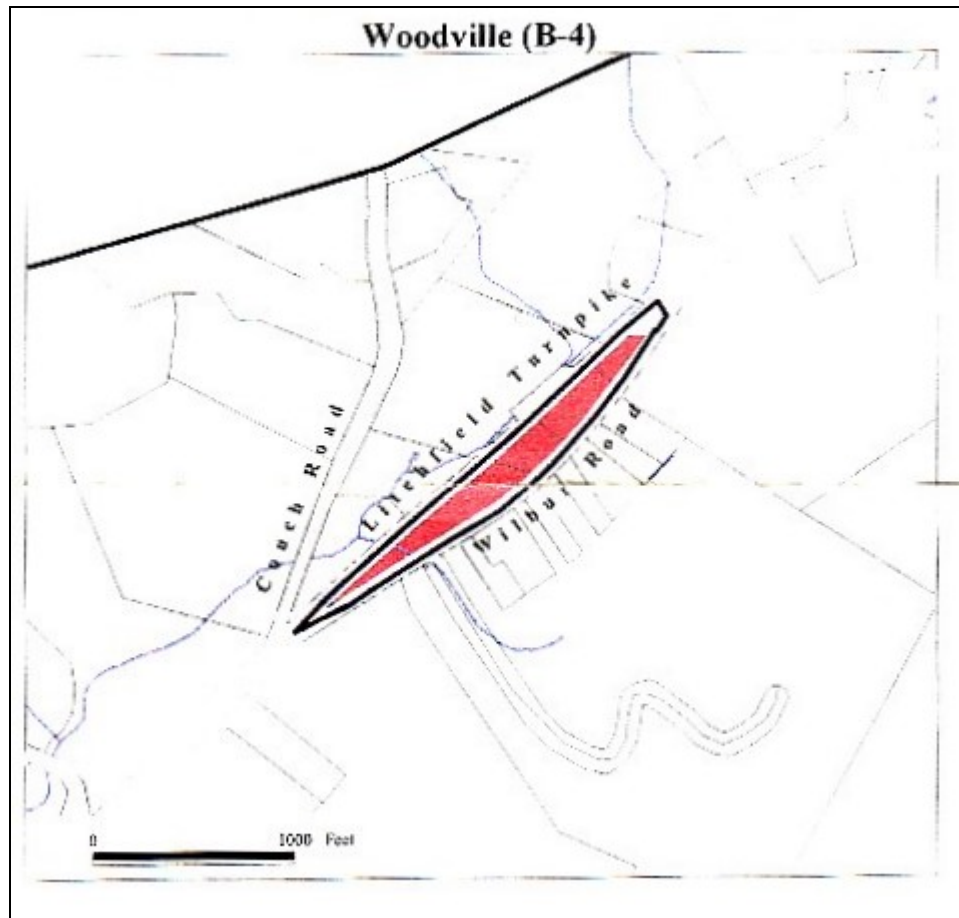 Woodville (B-4)
Litchfield Turnpike
Couch Road
Wilbur Road
0 1000 Feet